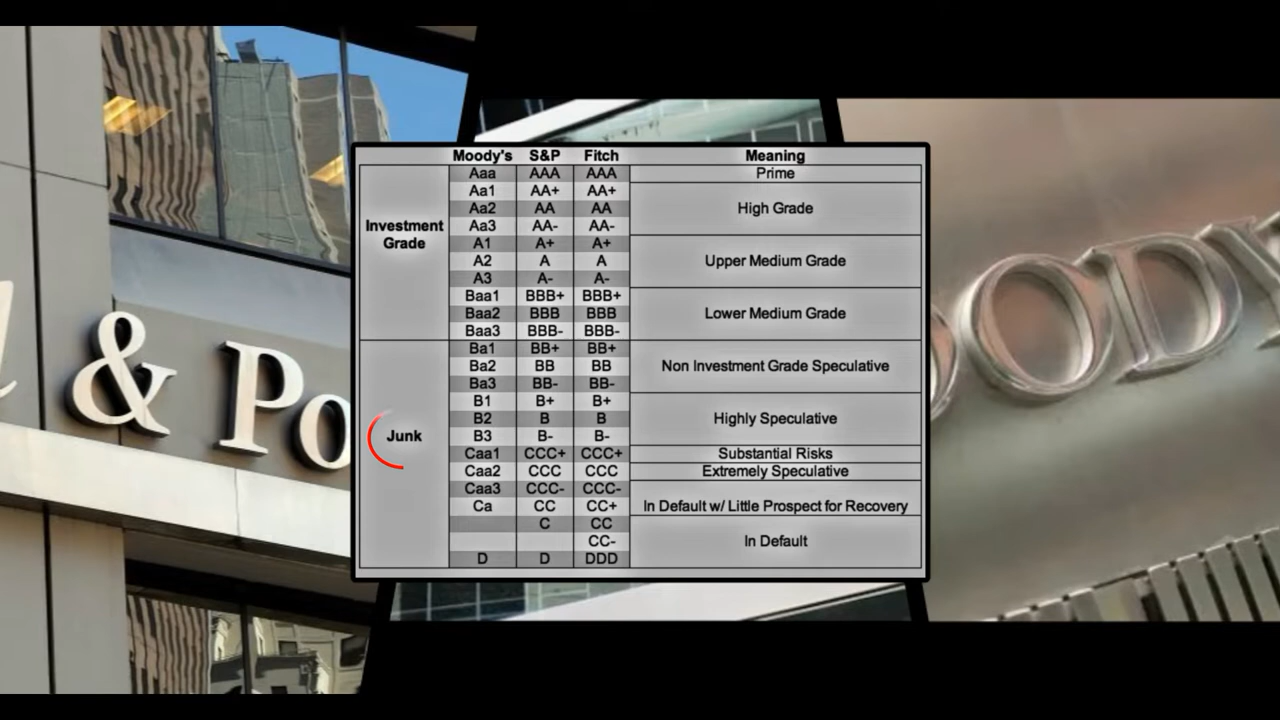 Moody's S&P Fitch Meaning
Aaa AAA AAA Prime
Aa1 AA+ AA+
Aa2 AA AA High Grade
Investment Grade
Aa3 AA- AA-
A1 A+ A+
A2 A A Upper Medium Grade
A3 A- A-
Baa1 BBB+ BBB+
Baa2 BBB BBB Lower Medium Grade
Baa3 BBB- BBB-
Ba1 BB+ BB+
Ba2 BB BB Non Investment Grade Speculative
Ba3 BB- BB-
B1 B+ B+
B2 B B Highly Speculative
Junk B3 B- B-
Caa1 CCC+ CCC+ Substantial Risks
Caa2 CCC CCC Extremely Speculative
Caa3 CCC- CCC-
Ca CC CC+ In Default w/ Little Prospect for Recovery
C CC
CC- In Default
D D DDD
& Po
OODY